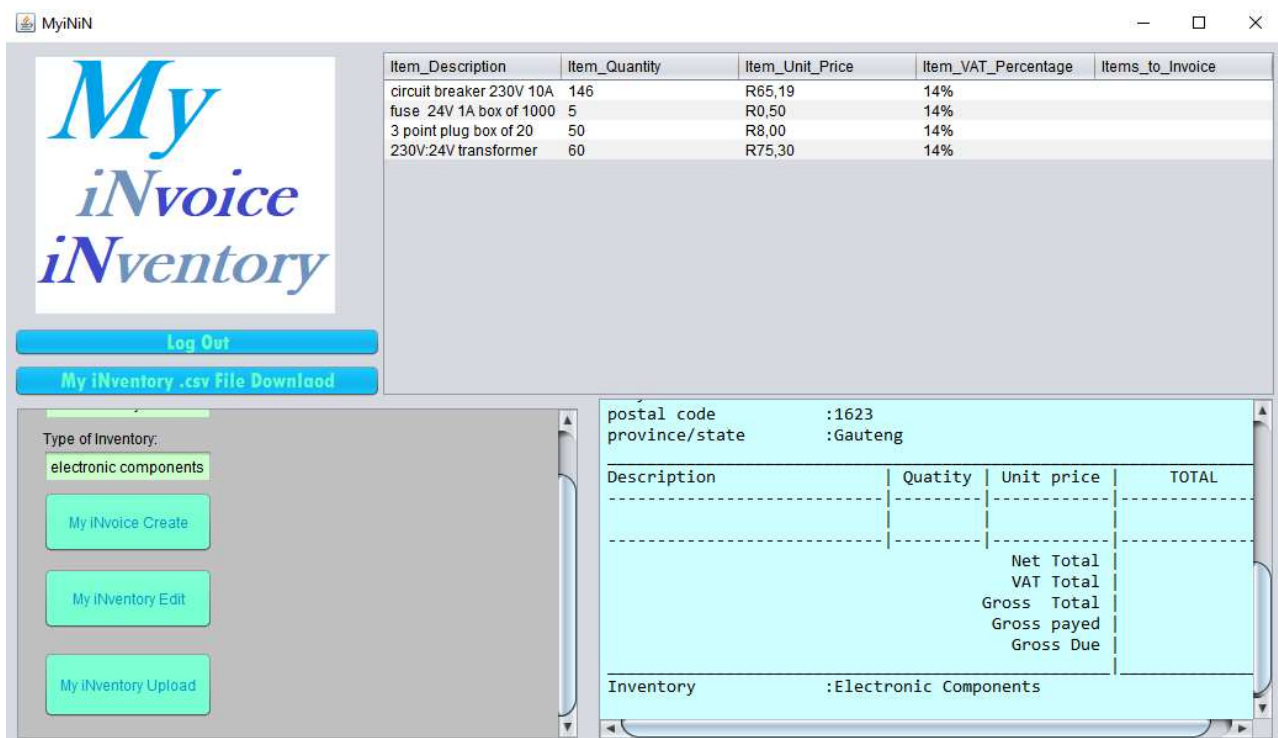 MyiNiN
My
iNvoice
iNventory
Log Out
My iNventory .csv File Downlaod
Item_Description Item_Quantity Item_Unit_Price Item_VAT_Percentage Items_to_Invoice
circuit breaker 230V 10A 146 R65,19 14%
fuse 24V 1A box of 1000 5 R0,50 14%
3 point plug box of 20 50 R8,00 14%
230V:24V transformer 60 R75,30 14%
Type of Inventory:
electronic components
My iNvoice Create
My iNventory Edit
My iNventory Upload
postal code :1623
province/state :Gauteng
Description | Quatity | Unit price | TOTAL
Net Total |
VAT Total |
Gross Total |
Gross payed |
Gross Due |
Inventory :Electronic Components